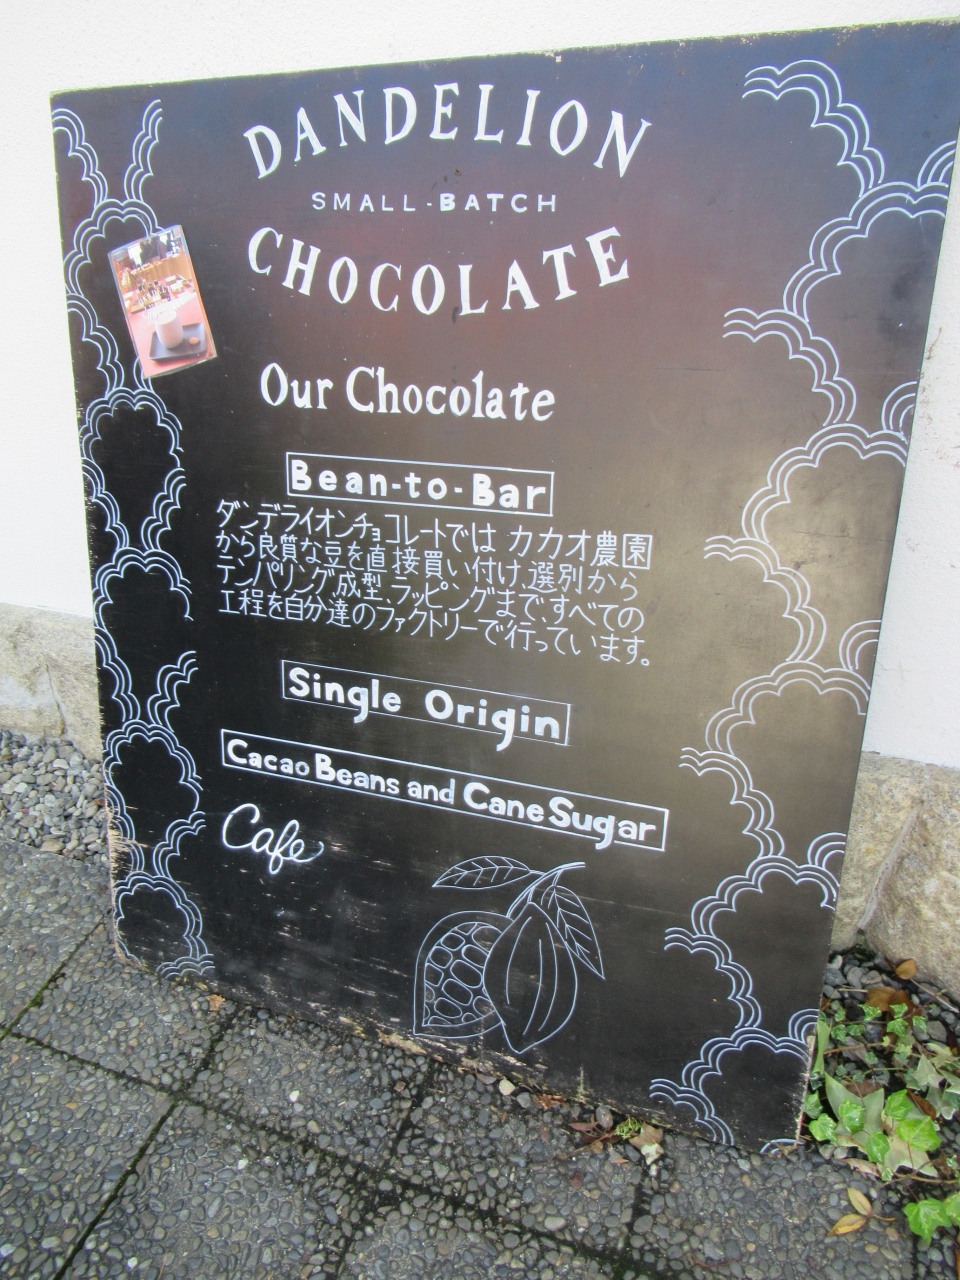 DANDELION
SMALL-BATCH
CHOCOLATE
Our Chocolate
Bean-to-Bar
ダンデライオンチョコレートでは カカオ農園
から良質な豆を直接買い付け、選別から
テンパリング、成型、ラッピングまで、すべての
工程を自分達のファクトリーで行っています。
Single Origin
Cacao Beans and Cane Sugar
Cafe